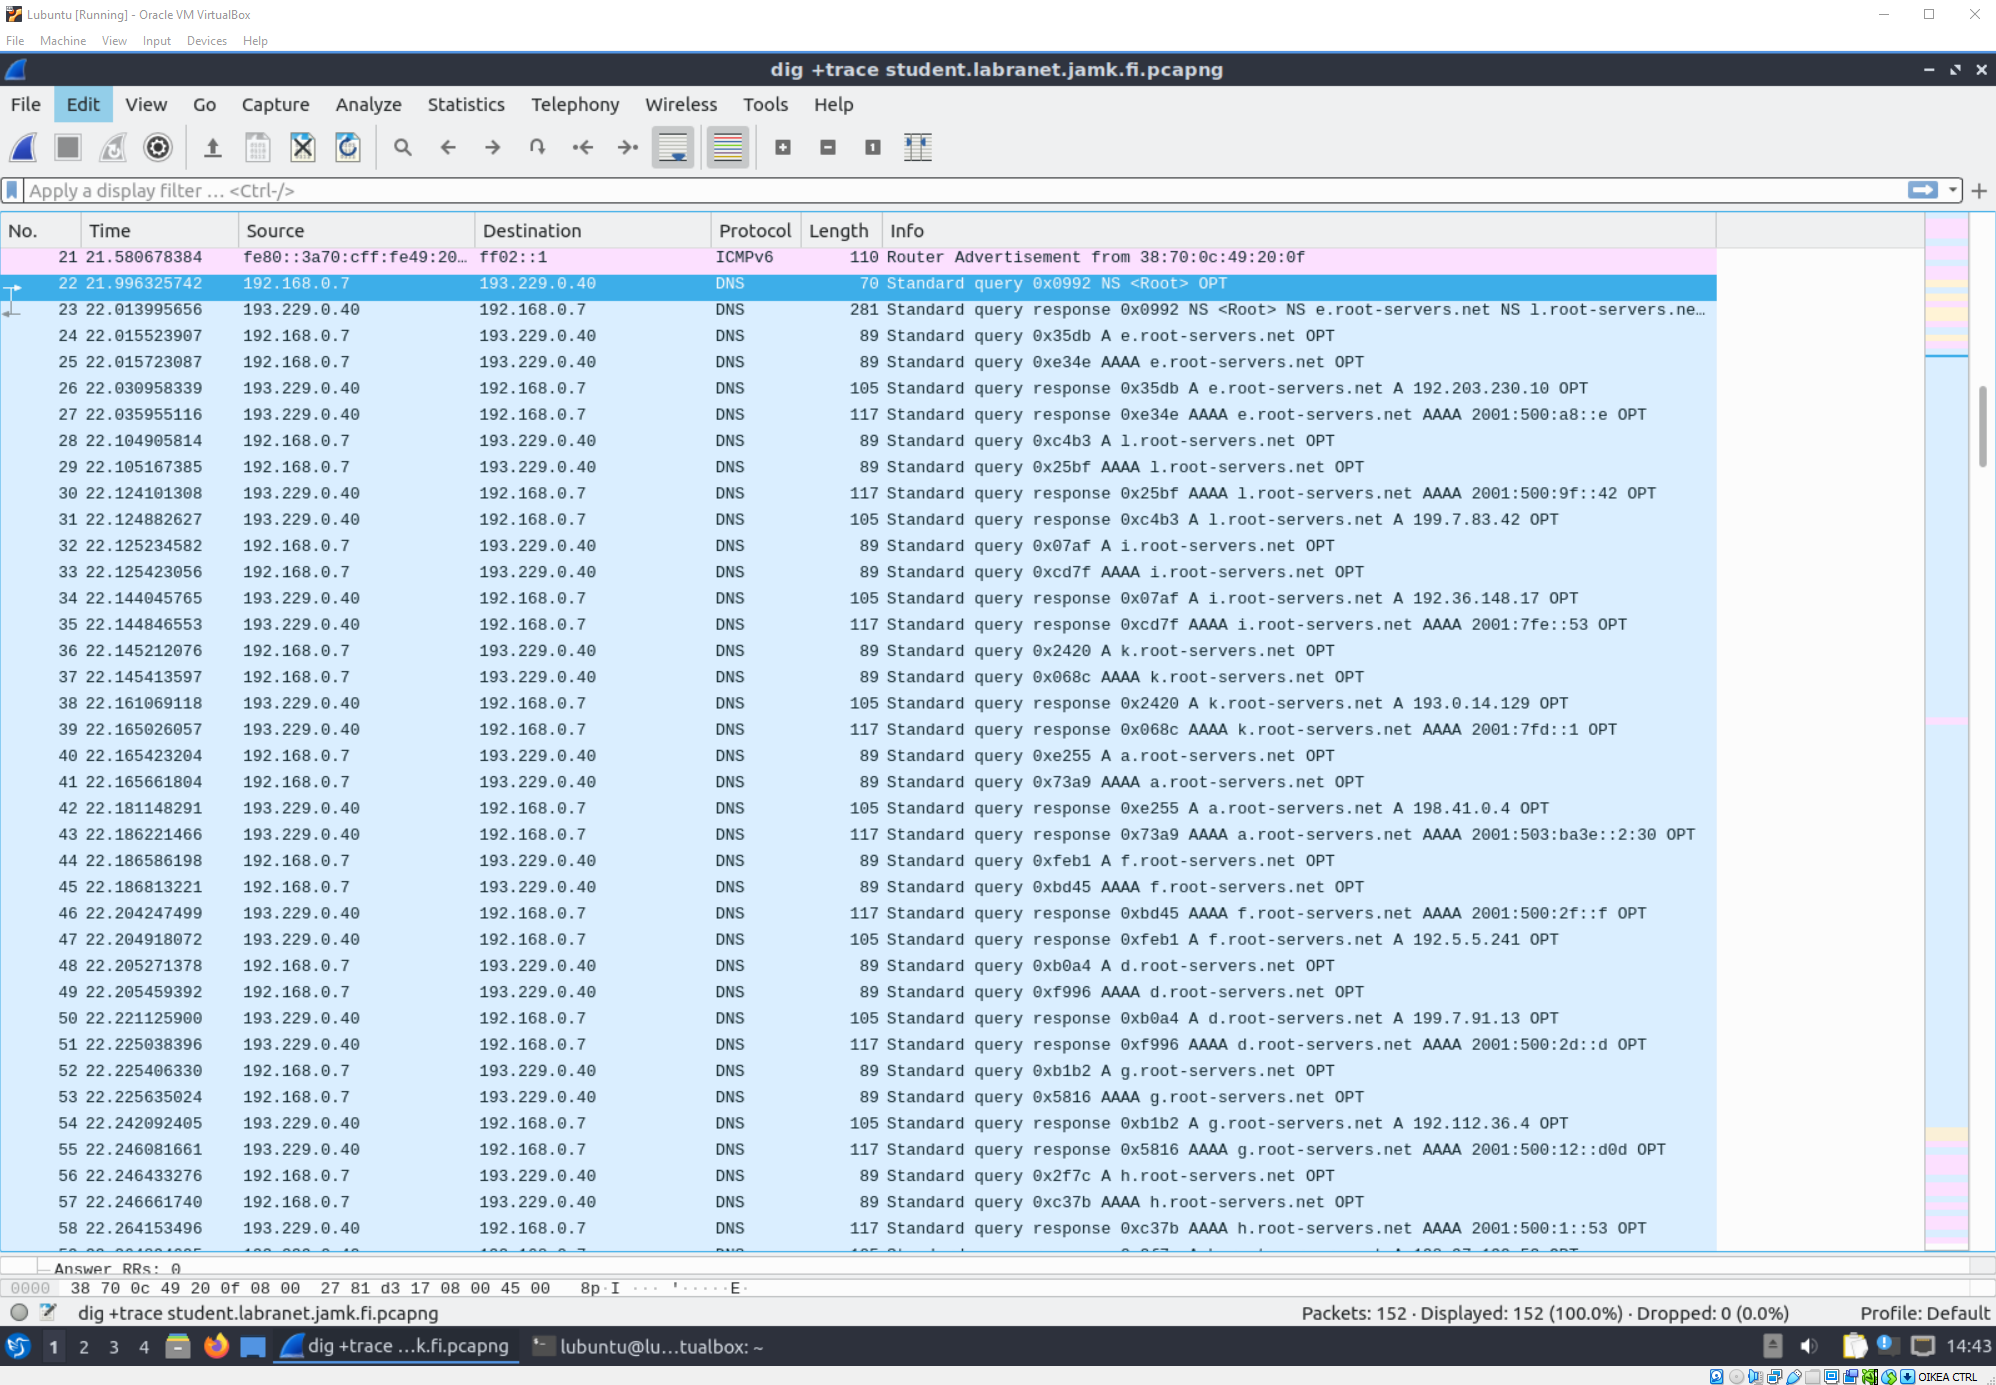 Lubuntu [Running] - Oracle VM VirtualBox
File Machine View Input Devices Help
dig +trace student.labranet.jamk.fi.pcapng
File Edit View Go Capture Analyze Statistics Telephony Wireless Tools Help
Apply a display filter … <Ctrl-/>
No. Time Source Destination Protocol Length Info
21 21.580678384 fe80::3a70:cff:fe49:20… ff02::1 ICMPv6 110 Router Advertisement from 38:70:0c:49:20:0f
22 21.996325742 192.168.0.7 193.229.0.40 DNS 70 Standard query 0x0992 NS <Root> OPT
23 22.013995656 193.229.0.40 192.168.0.7 DNS 281 Standard query response 0x0992 NS <Root> NS e.root-servers.net NS l.root-servers.ne…
24 22.015523907 192.168.0.7 193.229.0.40 DNS 89 Standard query 0x35db A e.root-servers.net OPT
25 22.015723087 192.168.0.7 193.229.0.40 DNS 89 Standard query 0xe34e AAAA e.root-servers.net OPT
26 22.030958339 193.229.0.40 192.168.0.7 DNS 105 Standard query response 0x35db A e.root-servers.net A 192.203.230.10 OPT
27 22.035955116 193.229.0.40 192.168.0.7 DNS 117 Standard query response 0xe34e AAAA e.root-servers.net AAAA 2001:500:a8::e OPT
28 22.104905814 192.168.0.7 193.229.0.40 DNS 89 Standard query 0xc4b3 A l.root-servers.net OPT
29 22.105167385 192.168.0.7 193.229.0.40 DNS 89 Standard query 0x25bf AAAA l.root-servers.net OPT
30 22.124101308 193.229.0.40 192.168.0.7 DNS 117 Standard query response 0x25bf AAAA l.root-servers.net AAAA 2001:500:9f::42 OPT
31 22.124882627 193.229.0.40 192.168.0.7 DNS 105 Standard query response 0xc4b3 A l.root-servers.net A 199.7.83.42 OPT
32 22.125234582 192.168.0.7 193.229.0.40 DNS 89 Standard query 0x07af A i.root-servers.net OPT
33 22.125423056 192.168.0.7 193.229.0.40 DNS 89 Standard query 0xcd7f AAAA i.root-servers.net OPT
34 22.144045765 193.229.0.40 192.168.0.7 DNS 105 Standard query response 0x07af A i.root-servers.net A 192.36.148.17 OPT
35 22.144846553 193.229.0.40 192.168.0.7 DNS 117 Standard query response 0xcd7f AAAA i.root-servers.net AAAA 2001:7fe::53 OPT
36 22.145212076 192.168.0.7 193.229.0.40 DNS 89 Standard query 0x2420 A k.root-servers.net OPT
37 22.145413597 192.168.0.7 193.229.0.40 DNS 89 Standard query 0x068c AAAA k.root-servers.net OPT
38 22.161069118 193.229.0.40 192.168.0.7 DNS 105 Standard query response 0x2420 A k.root-servers.net A 193.0.14.129 OPT
39 22.165026057 193.229.0.40 192.168.0.7 DNS 117 Standard query response 0x068c AAAA k.root-servers.net AAAA 2001:7fd::1 OPT
40 22.165423204 192.168.0.7 193.229.0.40 DNS 89 Standard query 0xe255 A a.root-servers.net OPT
41 22.165661804 192.168.0.7 193.229.0.40 DNS 89 Standard query 0x73a9 AAAA a.root-servers.net OPT
42 22.181148291 193.229.0.40 192.168.0.7 DNS 105 Standard query response 0xe255 A a.root-servers.net A 198.41.0.4 OPT
43 22.186221466 193.229.0.40 192.168.0.7 DNS 117 Standard query response 0x73a9 AAAA a.root-servers.net AAAA 2001:503:ba3e::2:30 OPT
44 22.186586198 192.168.0.7 193.229.0.40 DNS 89 Standard query 0xfeb1 A f.root-servers.net OPT
45 22.186813221 192.168.0.7 193.229.0.40 DNS 89 Standard query 0xbd45 AAAA f.root-servers.net OPT
46 22.204247499 193.229.0.40 192.168.0.7 DNS 117 Standard query response 0xbd45 AAAA f.root-servers.net AAAA 2001:500:2f::f OPT
47 22.204918072 193.229.0.40 192.168.0.7 DNS 105 Standard query response 0xfeb1 A f.root-servers.net A 192.5.5.241 OPT
48 22.205271378 192.168.0.7 193.229.0.40 DNS 89 Standard query 0xb0a4 A d.root-servers.net OPT
49 22.205459392 192.168.0.7 193.229.0.40 DNS 89 Standard query 0xf996 AAAA d.root-servers.net OPT
50 22.221125900 193.229.0.40 192.168.0.7 DNS 105 Standard query response 0xb0a4 A d.root-servers.net A 199.7.91.13 OPT
51 22.225038396 193.229.0.40 192.168.0.7 DNS 117 Standard query response 0xf996 AAAA d.root-servers.net AAAA 2001:500:2d::d OPT
52 22.225406330 192.168.0.7 193.229.0.40 DNS 89 Standard query 0xb1b2 A g.root-servers.net OPT
53 22.225635024 192.168.0.7 193.229.0.40 DNS 89 Standard query 0x5816 AAAA g.root-servers.net OPT
54 22.242092405 193.229.0.40 192.168.0.7 DNS 105 Standard query response 0xb1b2 A g.root-servers.net A 192.112.36.4 OPT
55 22.246081661 193.229.0.40 192.168.0.7 DNS 117 Standard query response 0x5816 AAAA g.root-servers.net AAAA 2001:500:12::d0d OPT
56 22.246433276 192.168.0.7 193.229.0.40 DNS 89 Standard query 0x2f7c A h.root-servers.net OPT
57 22.246661740 192.168.0.7 193.229.0.40 DNS 89 Standard query 0xc37b AAAA h.root-servers.net OPT
58 22.264153496 193.229.0.40 192.168.0.7 DNS 117 Standard query response 0xc37b AAAA h.root-servers.net AAAA 2001:500:1::53 OPT
Answer RRs: 0
0000 38 70 0c 49 20 0f 08 00 27 81 d3 17 08 00 45 00 8p·I ··· '·····E·
dig +trace student.labranet.jamk.fi.pcapng Packets: 152 · Displayed: 152 (100.0%) · Dropped: 0 (0.0%) Profile: Default
1 2 3 4 dig +trace …k.fi.pcapng lubuntu@lu…tualbox: ~ 14:43
OIKEA CTRL